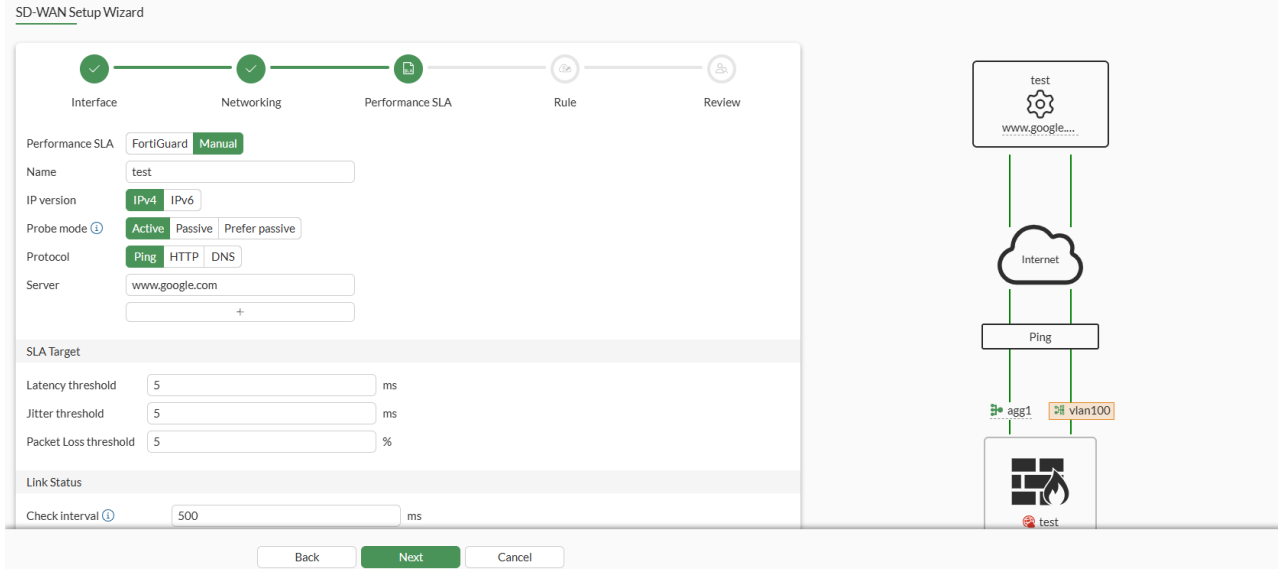 SD-WAN Setup Wizard
Interface
Networking
Performance SLA
Rule
Review
Performance SLA FortiGuard Manual
Name test
IP version IPv4 IPv6
Probe mode Active Passive Prefer passive
Protocol Ping HTTP DNS
Server www.google.com
+
SLA Target
Latency threshold 5 ms
Jitter threshold 5 ms
Packet Loss threshold 5 %
Link Status
Check interval 500 ms
Back Next Cancel
test
www.google....
Internet
Ping
agg1 vlan100
test